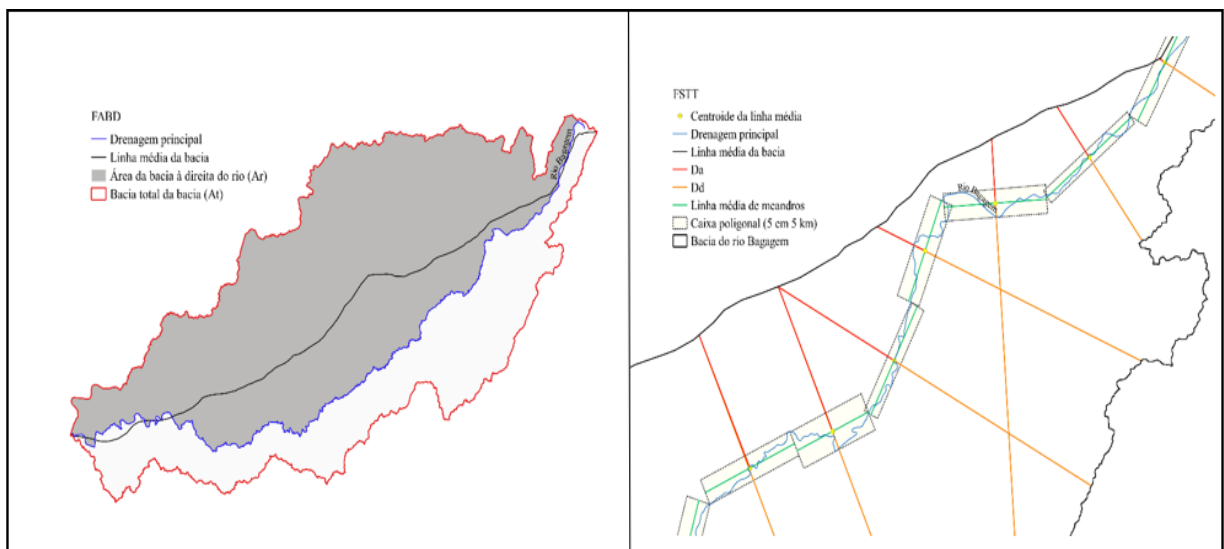 FABD
Drenagem principal
Linha média da bacia
Área da bacia à direita do rio (Ar)
Bacia total da bacia (At)
Rio Bagagem
FSTT
Centroide da linha média
Drenagem principal
Linha média da bacia
Da
Dd
Linha média de meandros
Caixa poligonal (5 em 5 km)
Bacia do rio Bagagem
Rio Bagagem